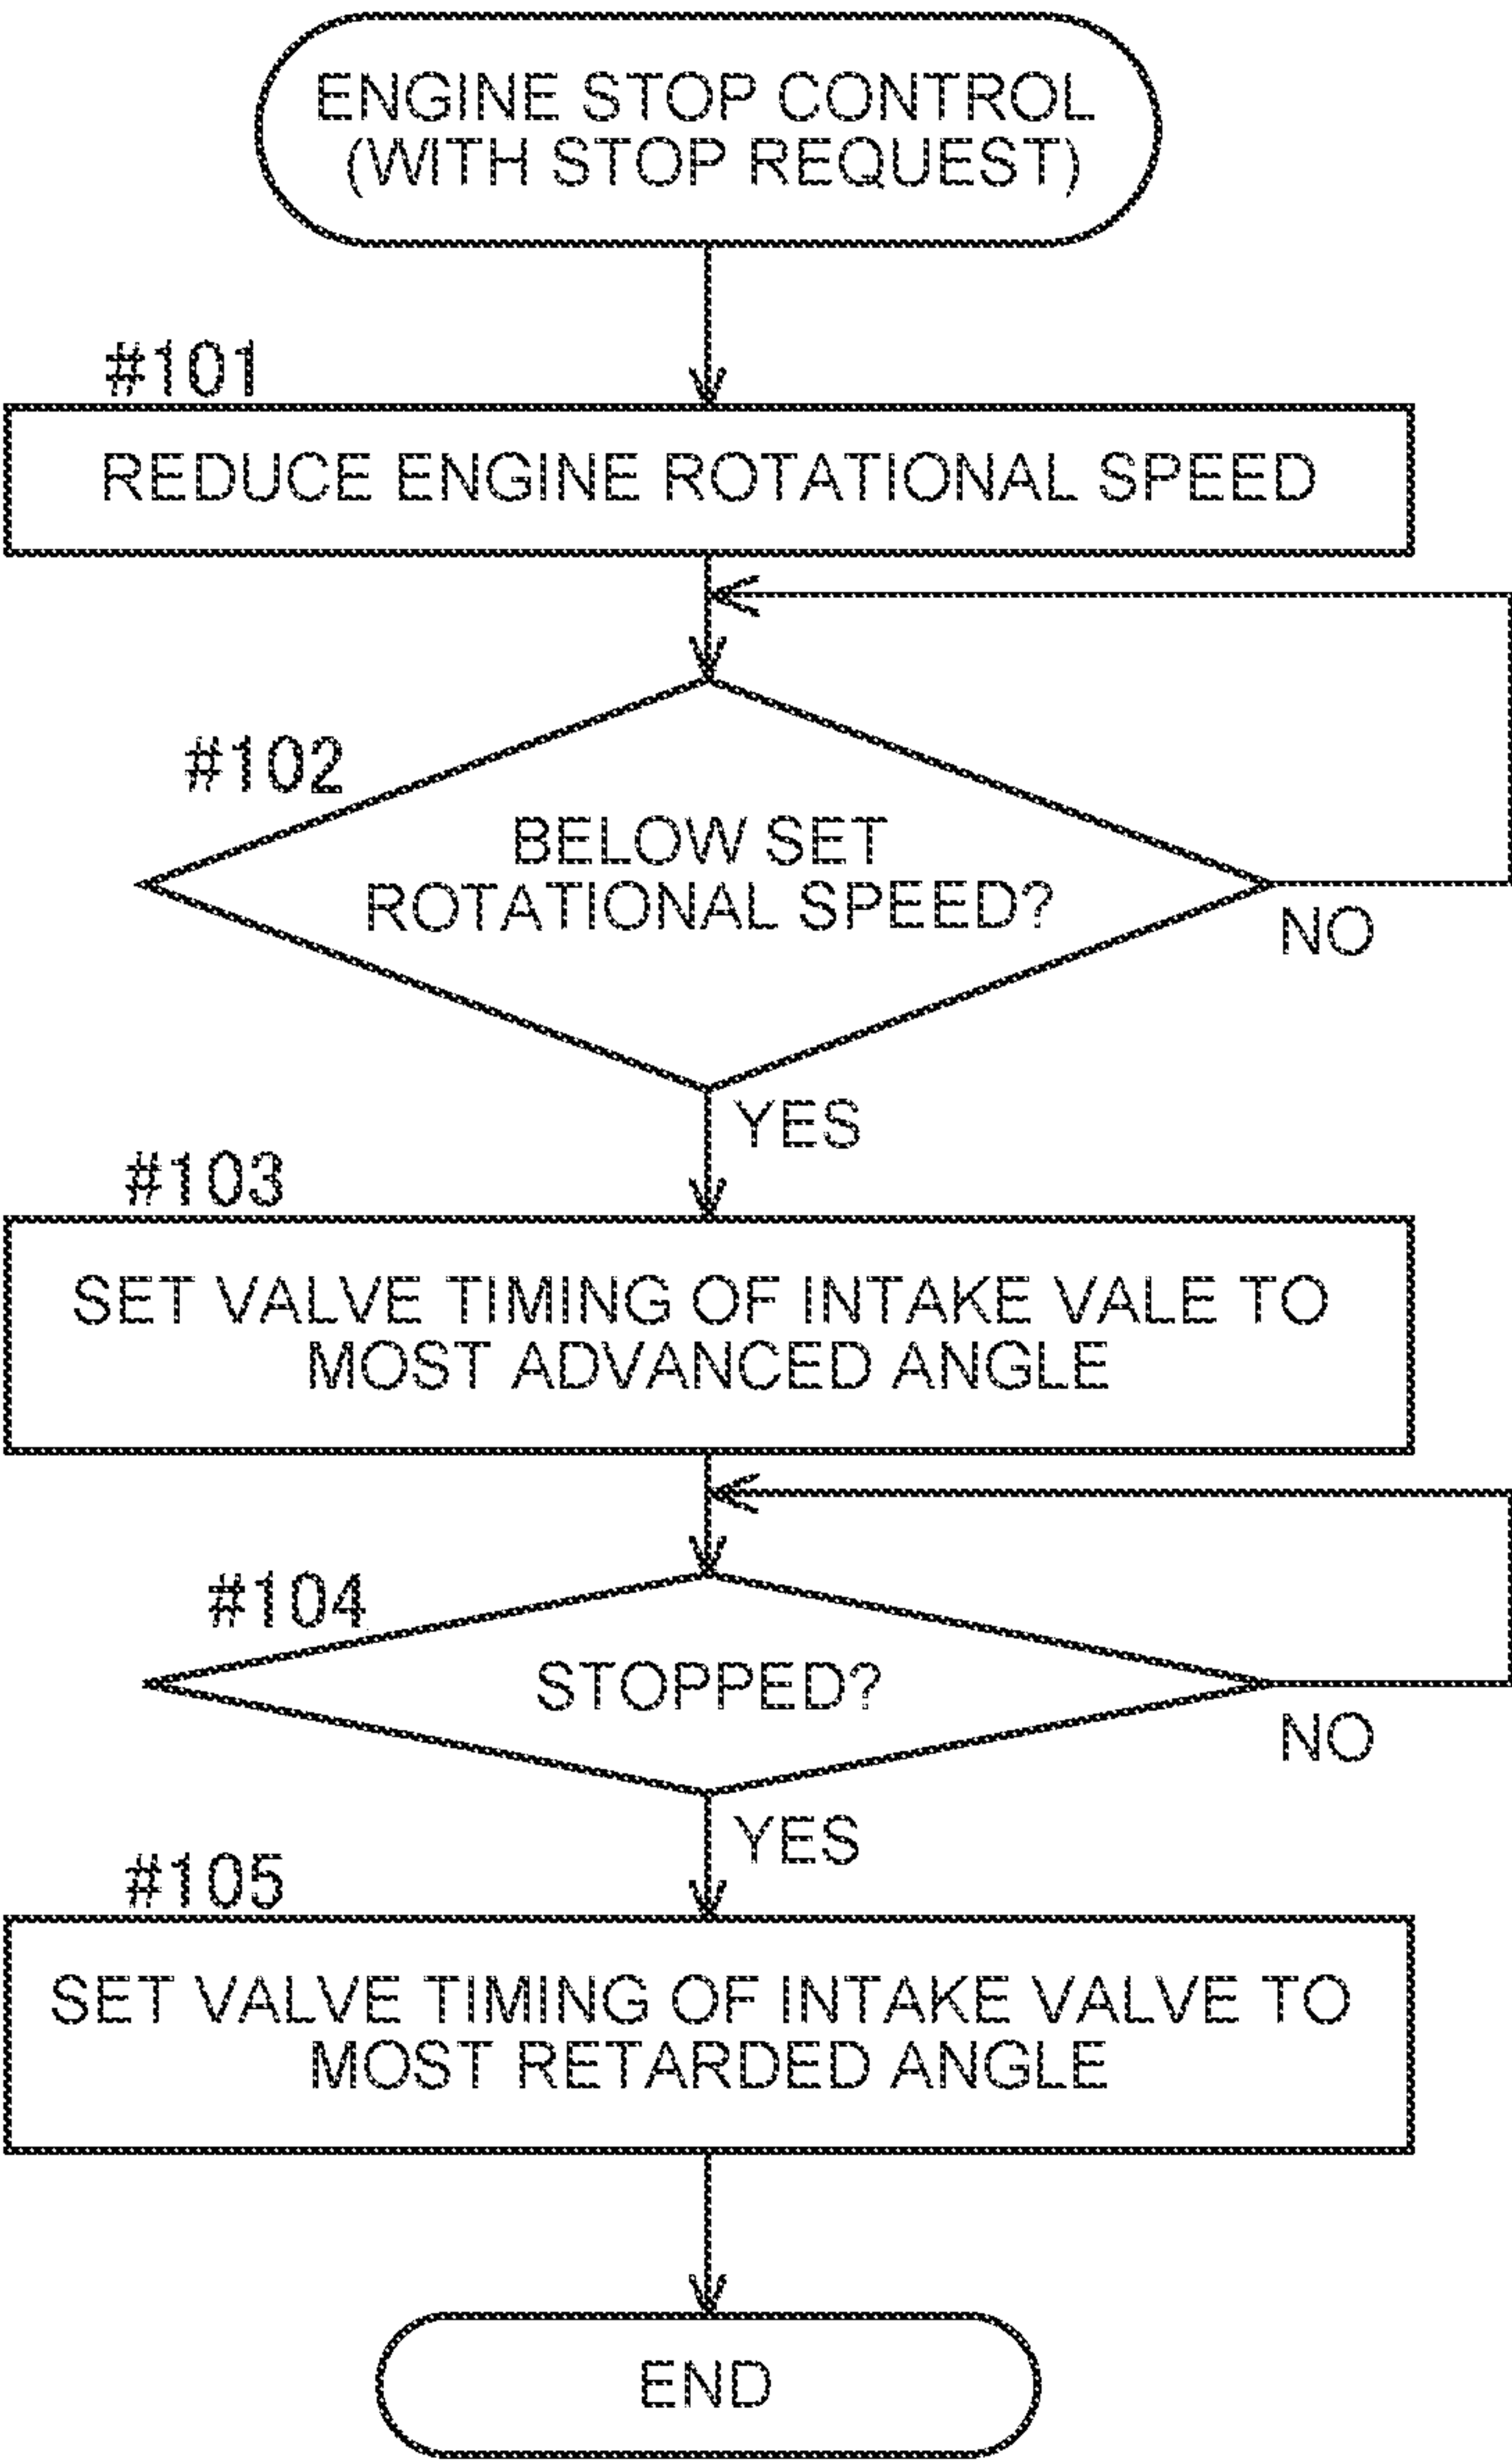 ENGINE STOP CONTROL
(WITH STOP REQUEST)
#101
REDUCE ENGINE ROTATIONAL SPEED
#102
BELOW SET
ROTATIONAL SPEED?
NO
YES
#103
SET VALVE TIMING OF INTAKE VALE TO
MOST ADVANCED ANGLE
#104
STOPPED?
NO
YES
#105
SET VALVE TIMING OF INTAKE VALVE TO
MOST RETARDED ANGLE
END